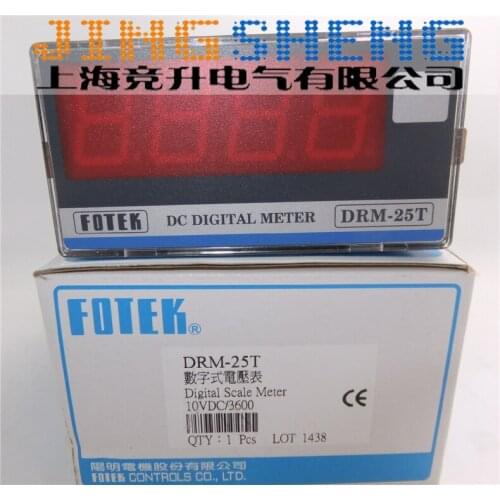 JINGSHENG
上海竞升电气有限公司
8888
FOTEK DC DIGITAL METER DRM-25T
FOTEK®
DRM-25T
數字式電壓表
Digital Scale Meter
10VDC/3600
CE
QTY : 1 Pcs LOT 1438
陽明電機股份有限公司
FOTEK CONTROLS CO., LTD.